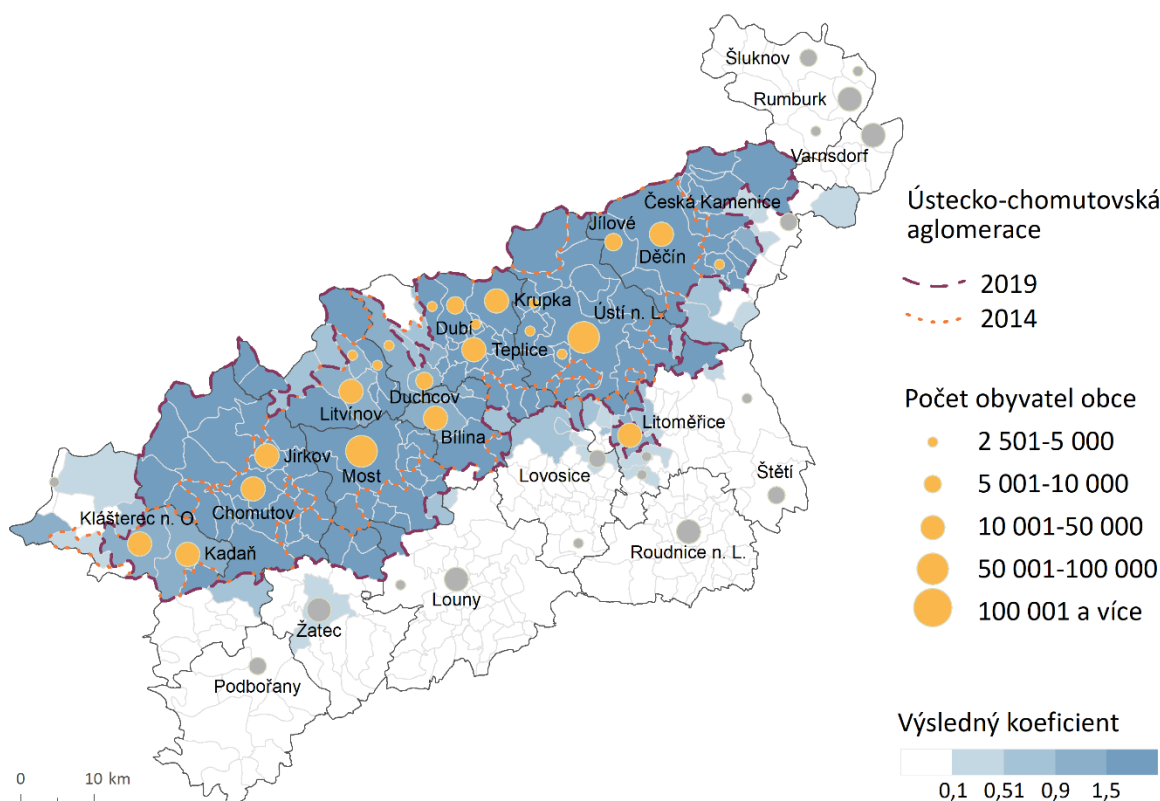 Šluknov
Rumburk
Varnsdorf
Česká Kamenice
Jílové
Děčín
Krupka
Ústí n. L.
Dubí
Teplice
Duchcov
Litvínov
Bílina
Litoměřice
Jírkov
Most
Lovosice
Štětí
Chomutov
Klášterec n. O.
Kadaň
Roudnice n. L.
Louny
Žatec
Podbořany
0 10 km
Ústecko-chomutovská
aglomerace
2019
2014
Počet obyvatel obce
2 501-5 000
5 001-10 000
10 001-50 000
50 001-100 000
100 001 a více
Výsledný koeficient
0,1 0,51 0,9 1,5